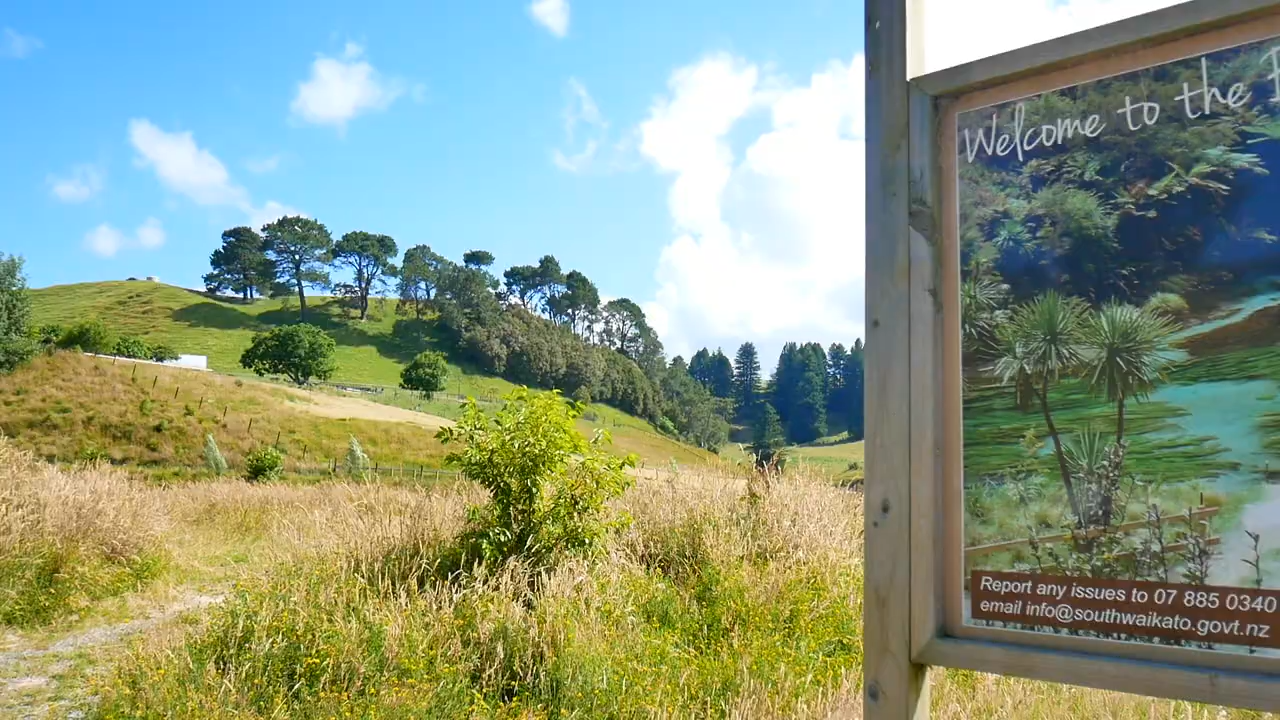 Welcome to the
Report any issues to 07 885 0340
email info@southwaikato.govt.nz